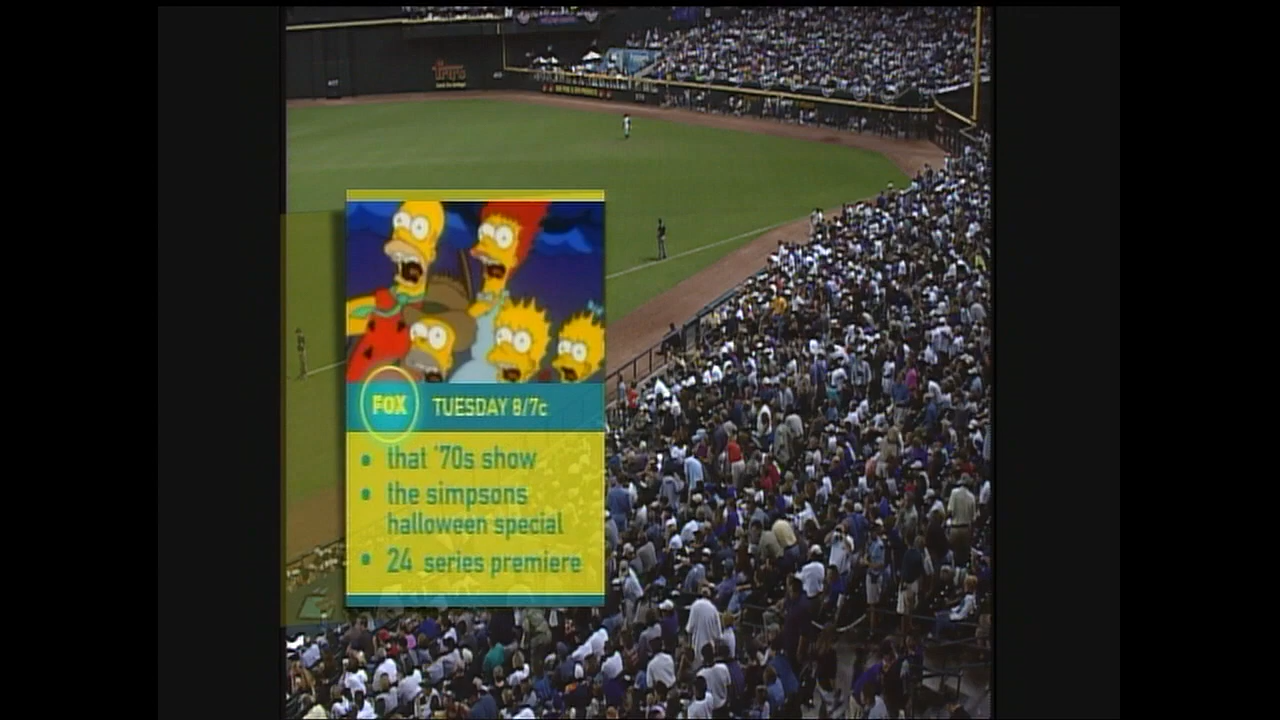 FOX
TUESDAY 8/7c
• that '70s show
• the simpsons
halloween special
• 24 series premiere